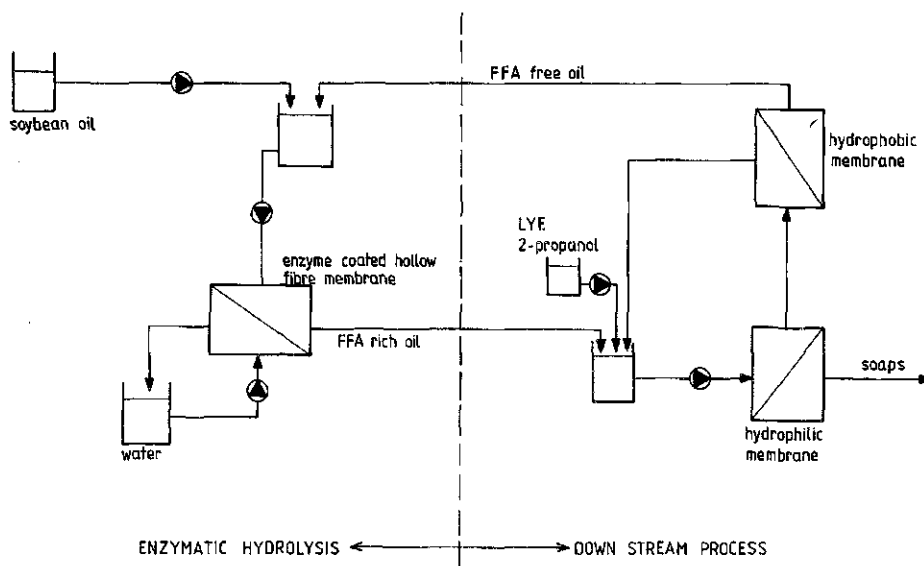 FFA free oil
soybean oil
hydrophobic
membrane
LYE
2-propanol
enzyme coated hollow
fibre membrane
FFA rich oil
soaps
hydrophilic
membrane
water
ENZYMATIC HYDROLYSIS
DOWN STREAM PROCESS